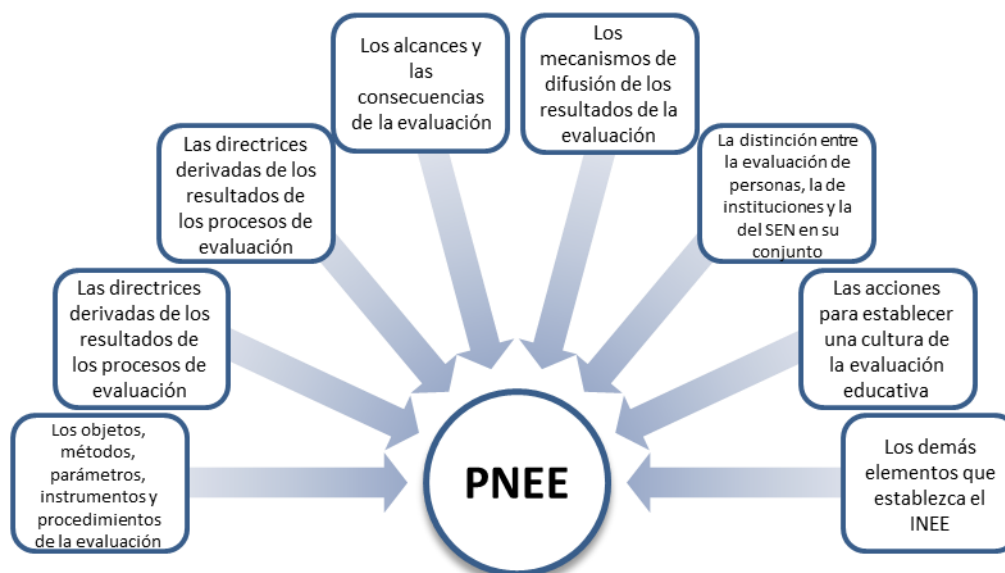 Los objetos,
métodos,
parámetros,
instrumentos y
procedimientos
de la evaluación
Las directrices
derivadas de los
resultados de
los procesos de
evaluación
Las directrices
derivadas de los
resultados de
los procesos de
evaluación
Los alcances y
las
consecuencias
de la evaluación
Los
mecanismos de
difusión de los
resultados de la
evaluación
La distinción entre
la evaluación de
personas, la de
instituciones y la
del SEN en su
conjunto
Las acciones
para establecer
una cultura de
la evaluación
educativa
Los demás
elementos que
establezca el
INEE
PNEE